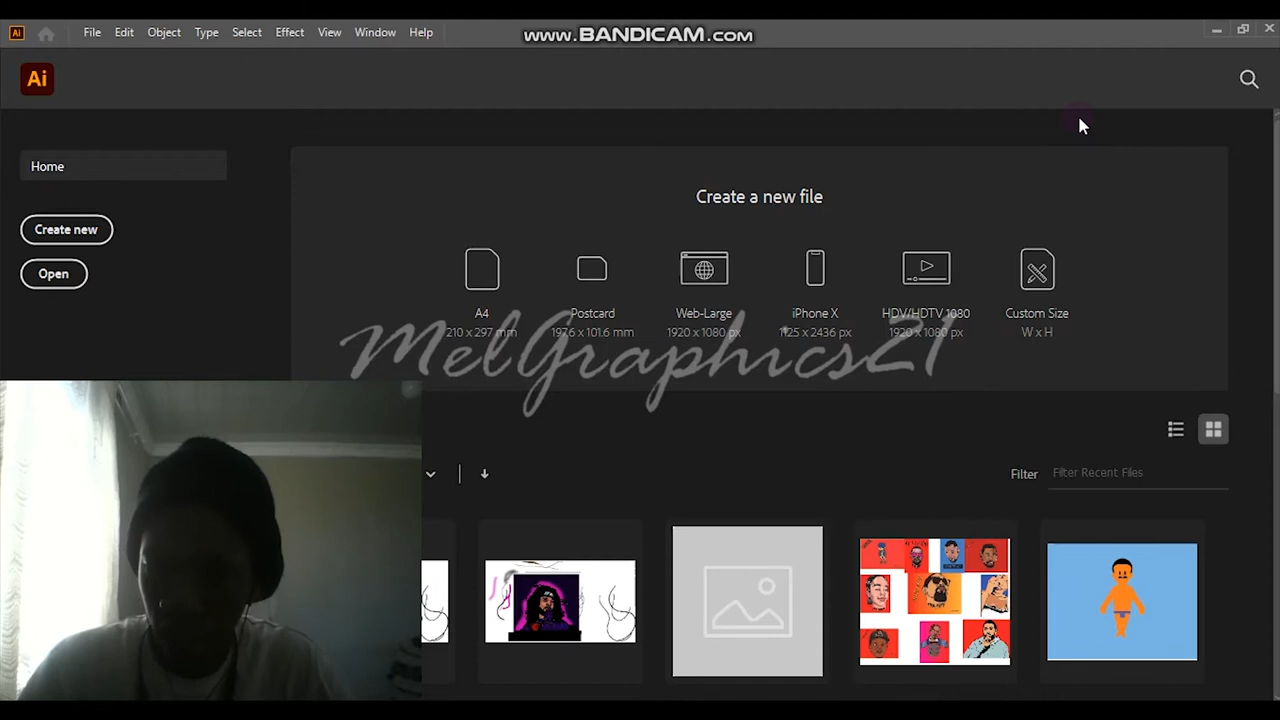 Ai File Edit Object Type Select Effect View Window Help
www.BANDICAM.com
Ai
Home
Create new
Open
Create a new file
A4 Postcard Web-Large iPhone X HDV/HDTV 1080 Custom Size
210 x 297 mm 197.6 x 101.6 mm 1920 x 1080 px 1125 x 2436 px 1920 x 1080 px W x H
MelGraphics21
Filter Filter Recent Files